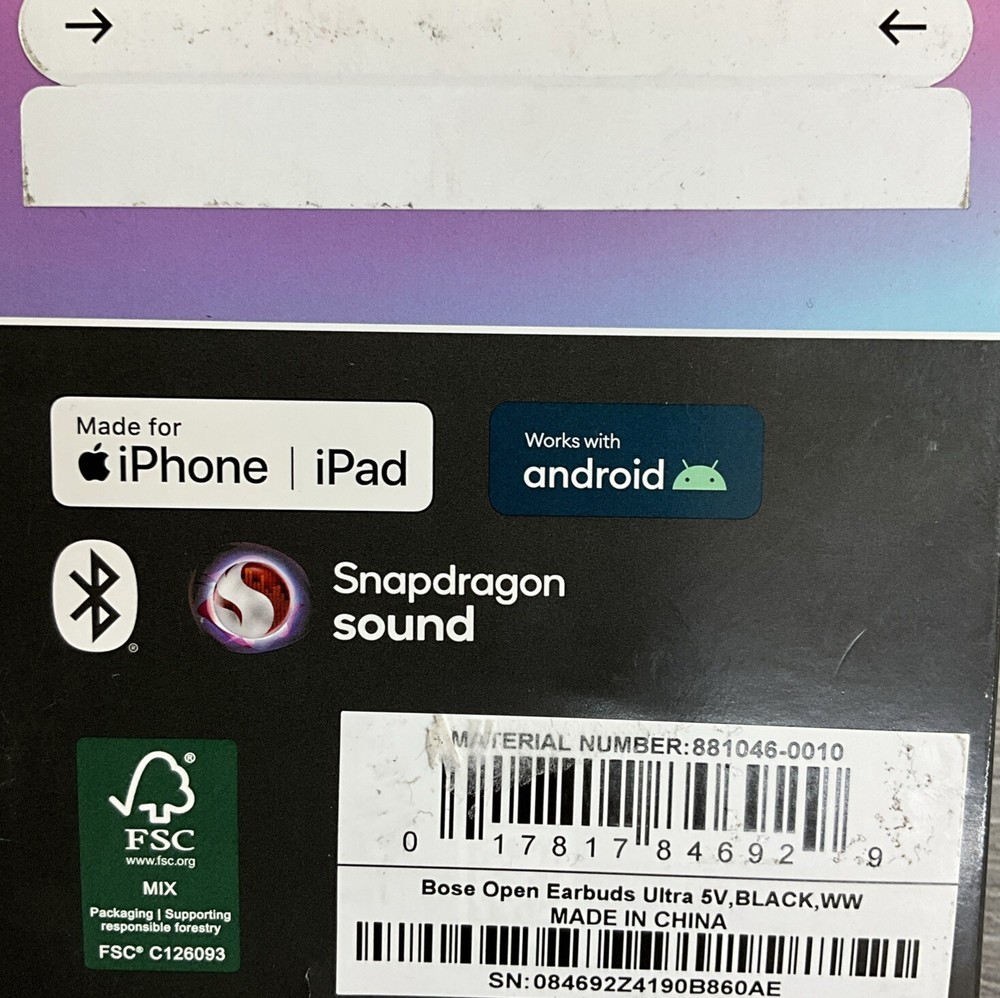 Made for
iPhone | iPad
Works with
android
Snapdragon
sound
®
®
FSC
www.fsc.org
MIX
Packaging | Supporting
responsible forestry
FSC® C126093
MATERIAL NUMBER:881046-0010
0 17817 84692 9
Bose Open Earbuds Ultra 5V,BLACK,WW
MADE IN CHINA
SN:084692Z4190B860AE